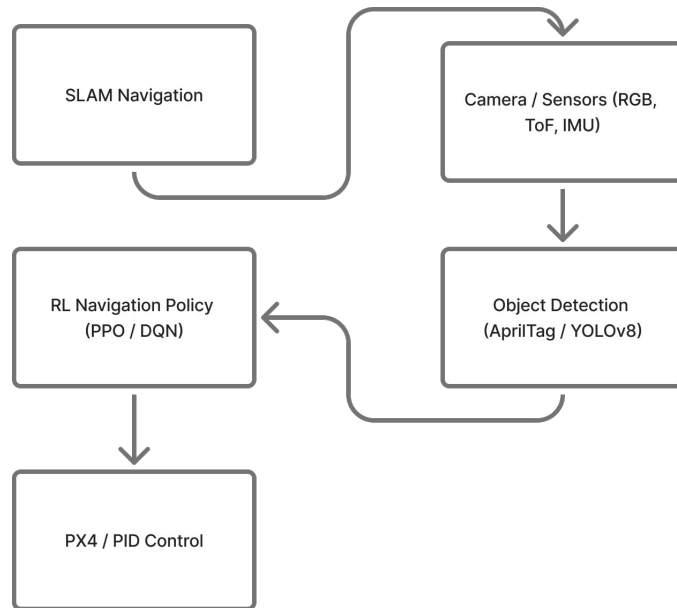 SLAM Navigation
Camera / Sensors (RGB,
ToF, IMU)
Object Detection
(AprilTag / YOLOv8)
RL Navigation Policy
(PPO / DQN)
PX4 / PID Control